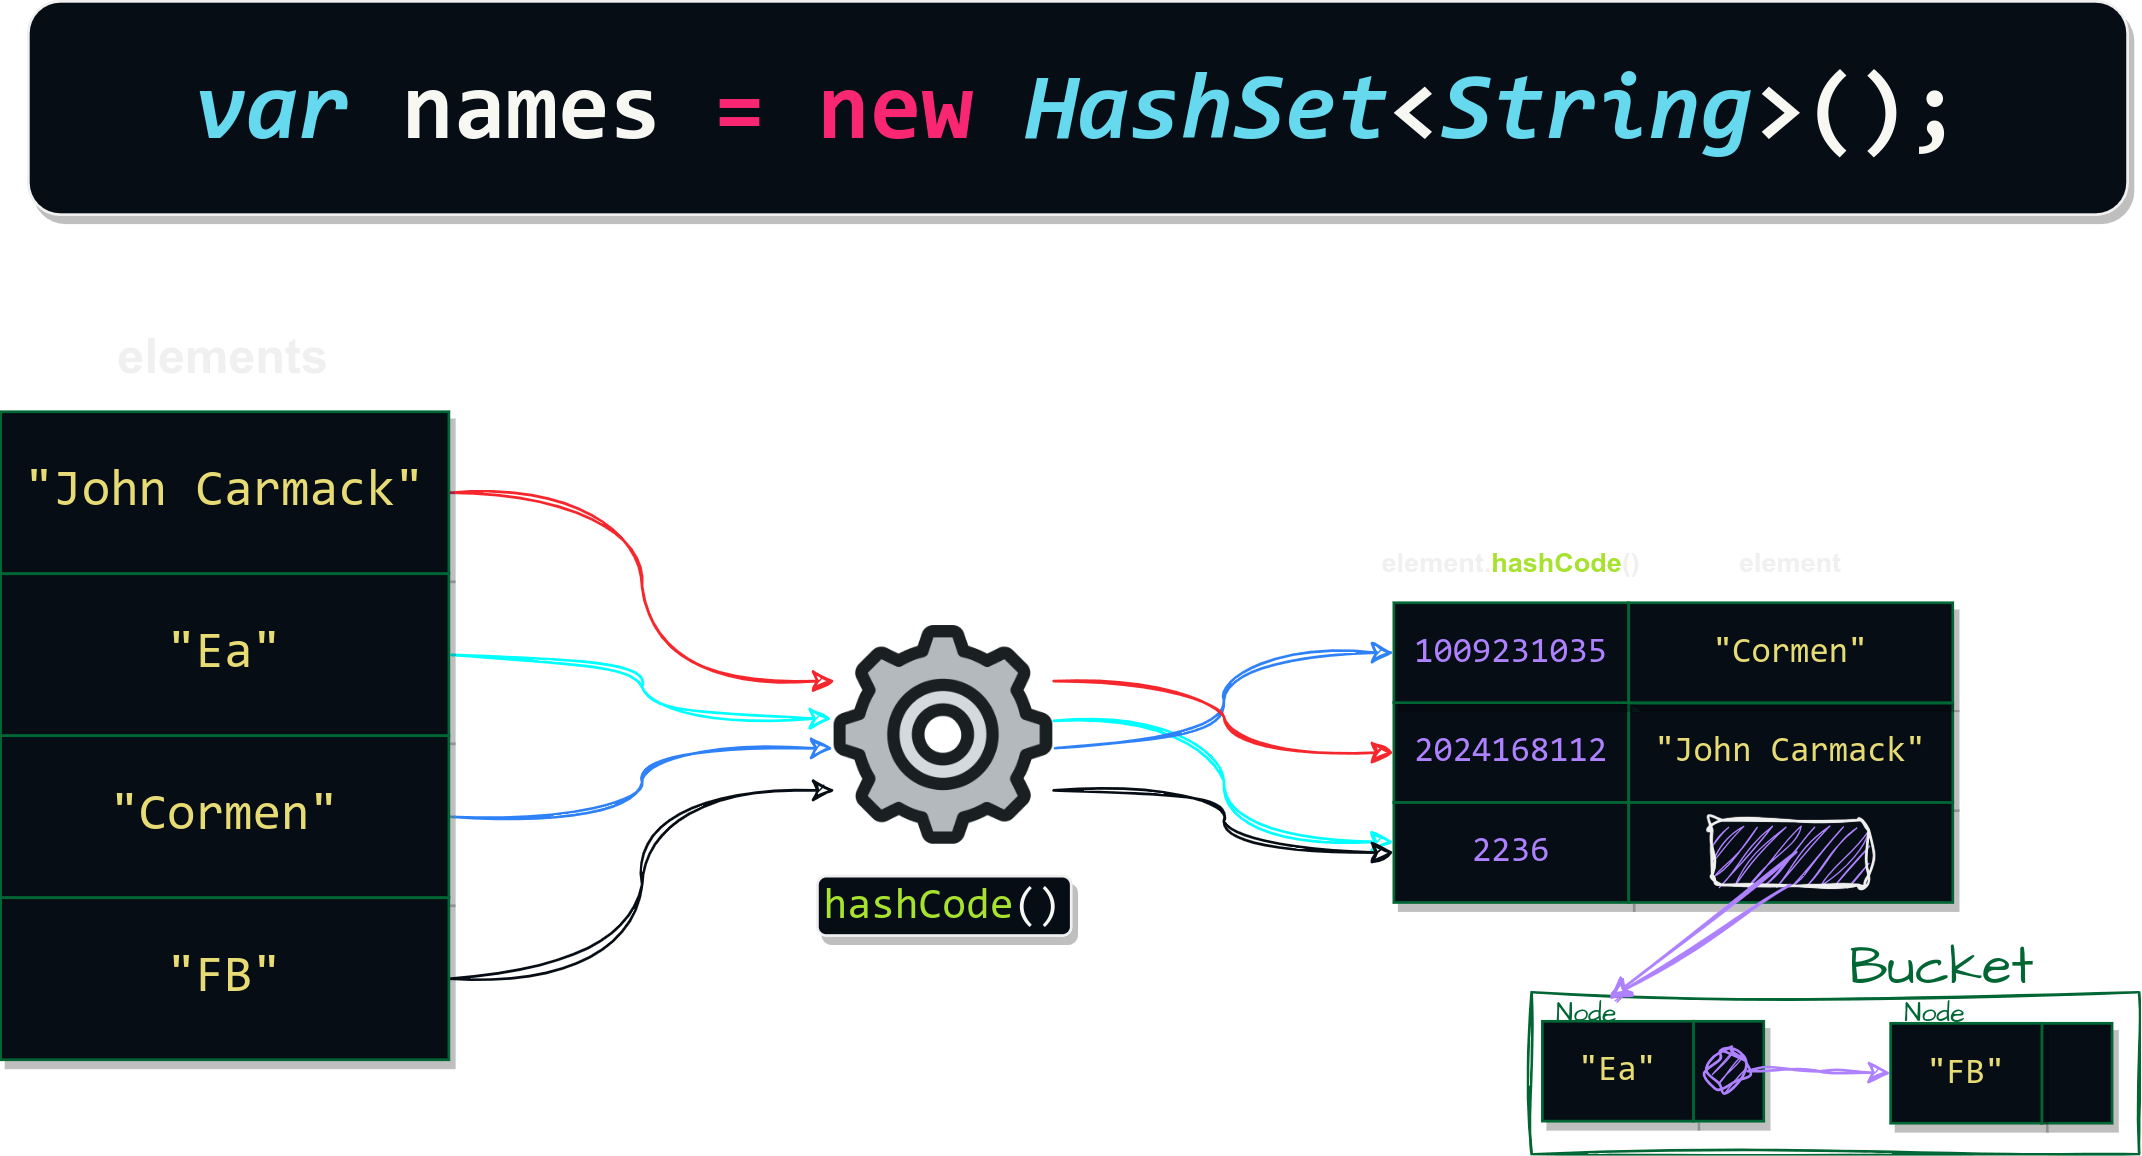 var names = new HashSet<String>();
elements
"John Carmack"
"Ea"
"Cormen"
"FB"
hashCode()
element.hashCode() element
1009231035 "Cormen"
2024168112 "John Carmack"
2236
Bucket
Node Node
"Ea" "FB"